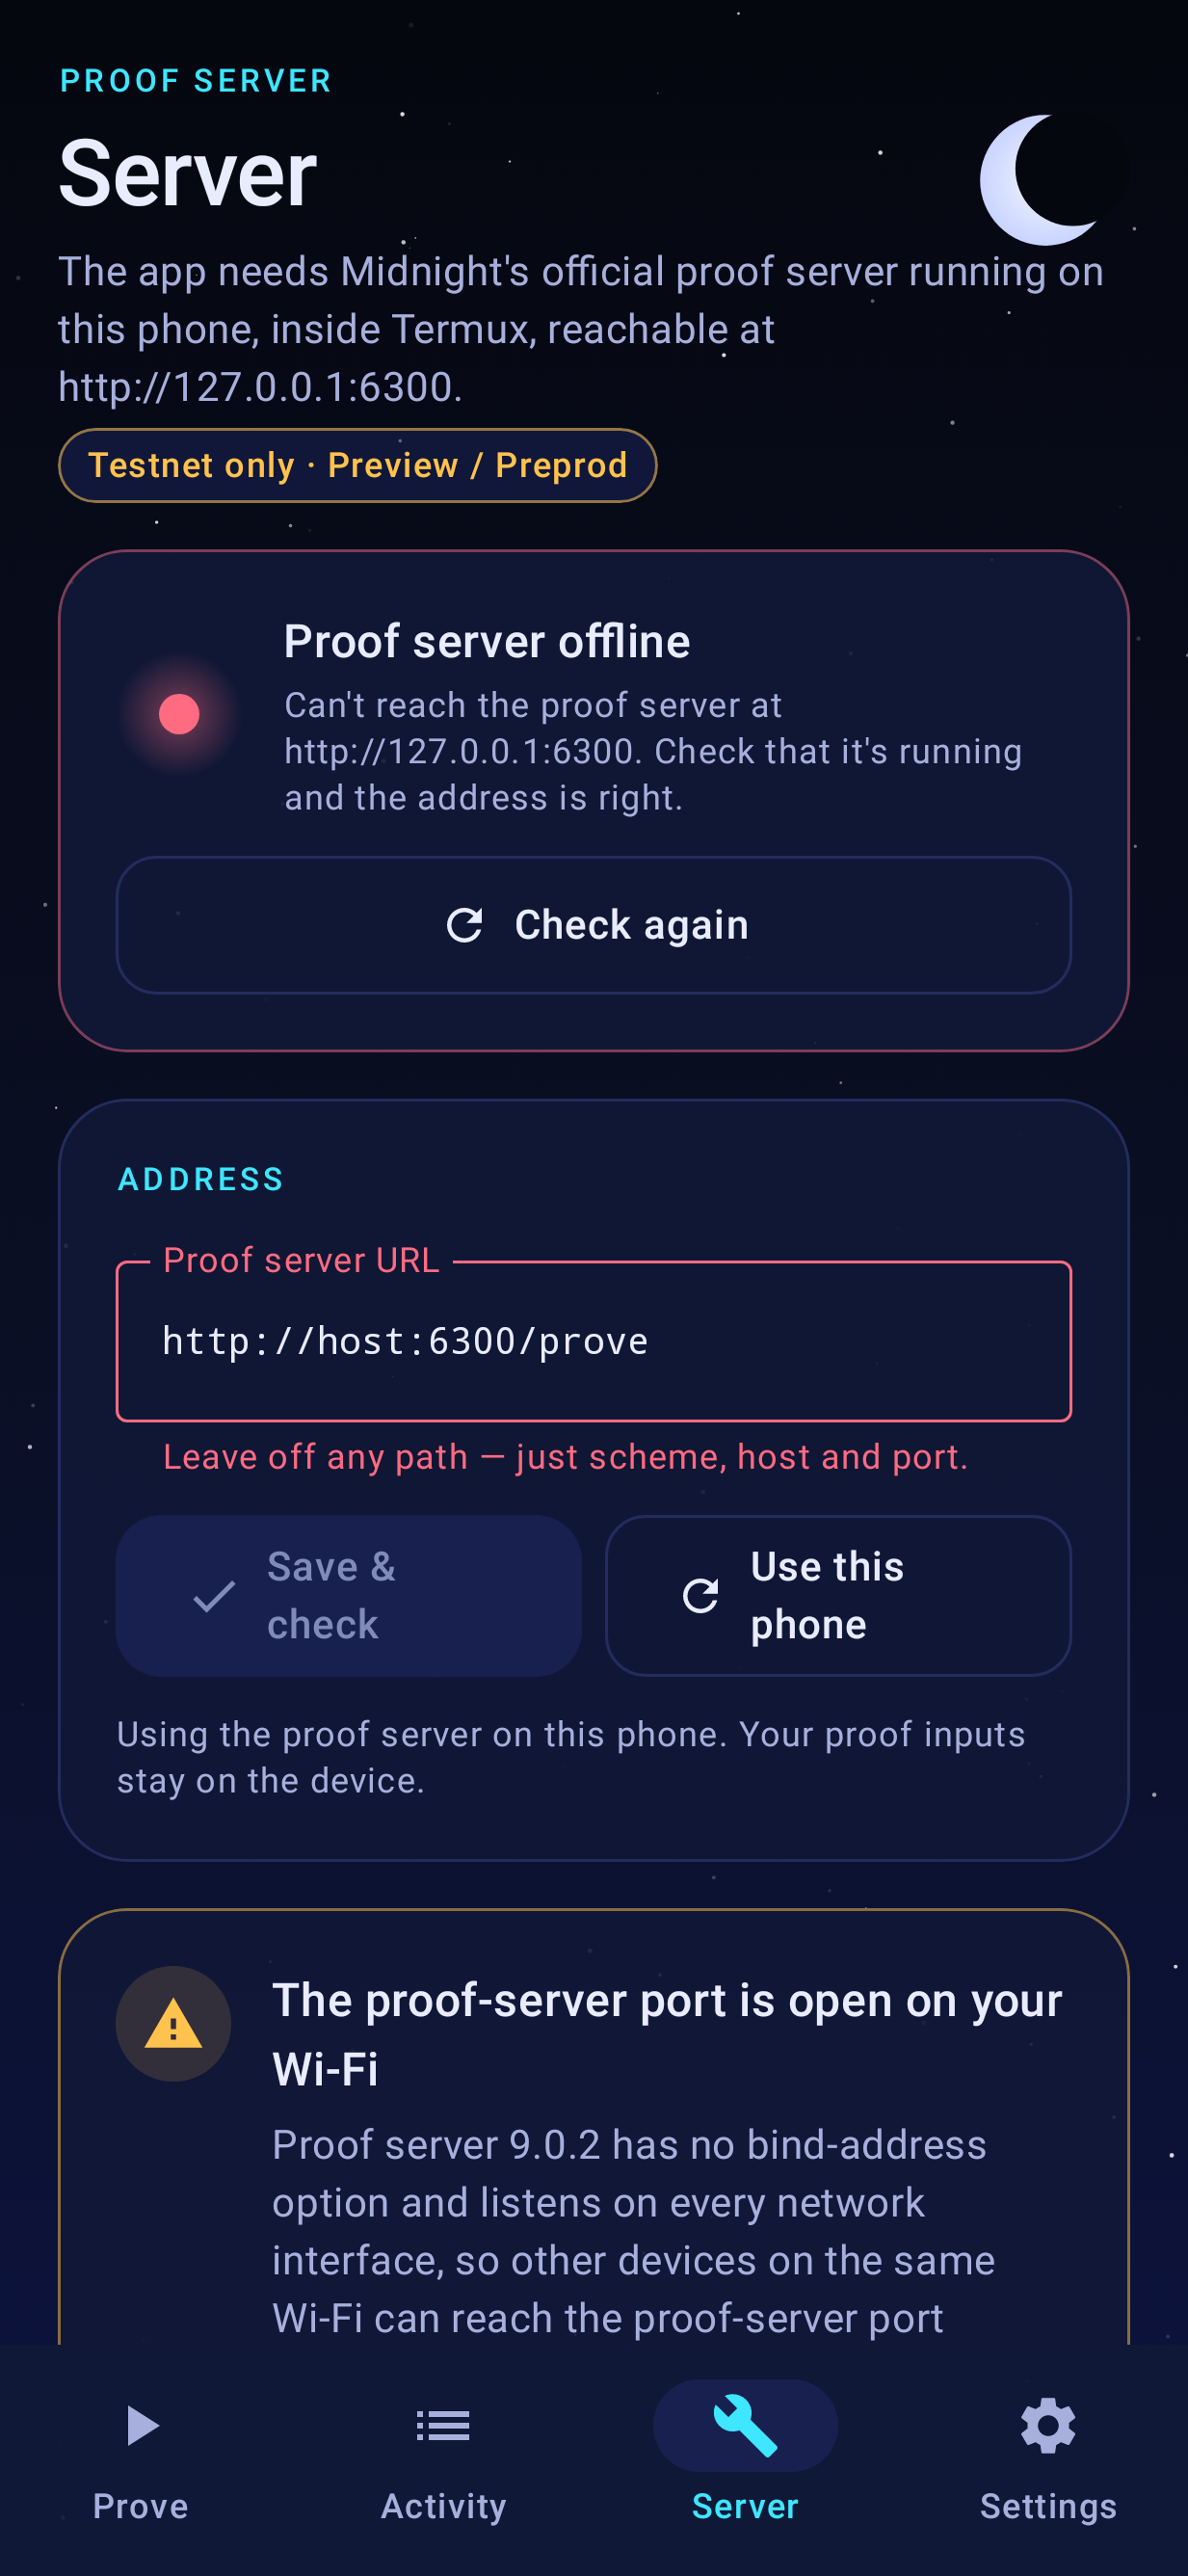 PROOF SERVER
Server
The app needs Midnight's official proof server running on
this phone, inside Termux, reachable at
http://127.0.0.1:6300.
Testnet only · Preview / Preprod
Proof server offline
Can't reach the proof server at
http://127.0.0.1:6300. Check that it's running
and the address is right.
Check again
ADDRESS
Proof server URL
http://host:6300/prove
Leave off any path — just scheme, host and port.
Save &
check
Use this
phone
Using the proof server on this phone. Your proof inputs
stay on the device.
The proof-server port is open on your
Wi-Fi
Proof server 9.0.2 has no bind-address
option and listens on every network
interface, so other devices on the same
Wi-Fi can reach the proof-server port
Prove
Activity
Server
Settings